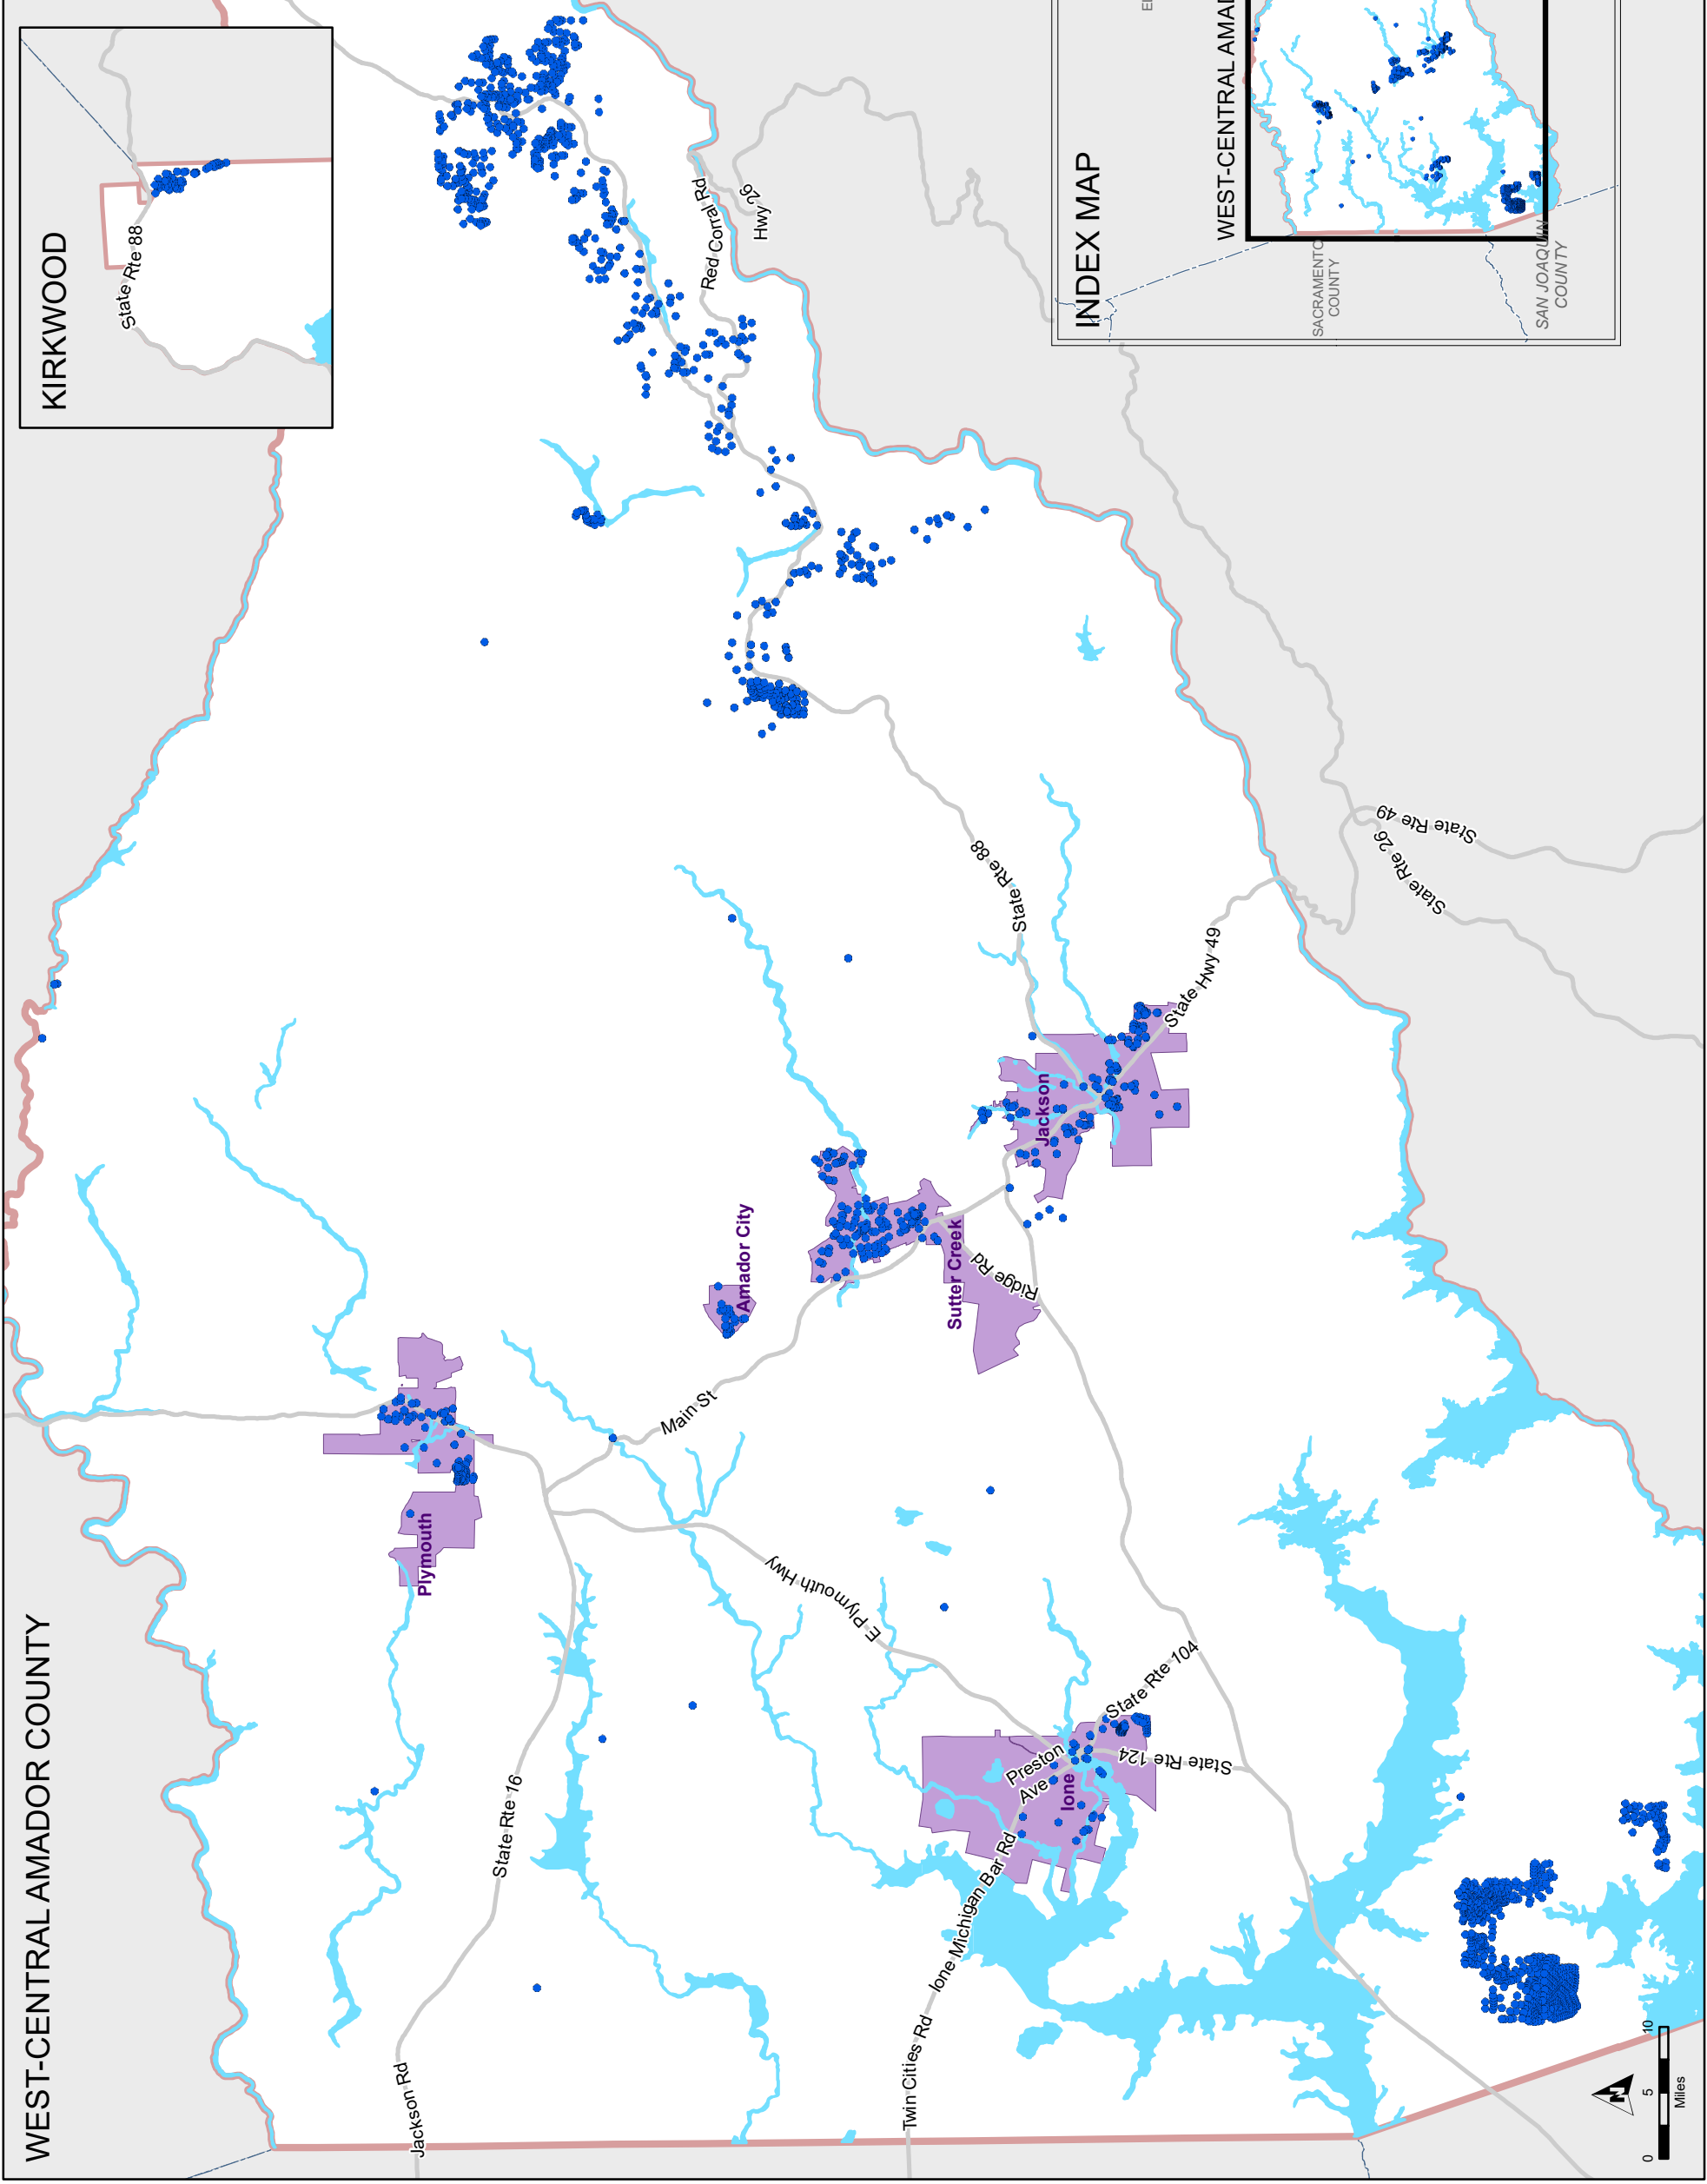 WEST-CENTRAL AMADOR COUNTY
KIRKWOOD
State Rte 88
Red Corral Rd
Hwy 26
INDEX MAP
WEST-CENTRAL
SACRAMENTO
COUNTY
SAN JOAQUIN
COUNTY
State Rte 88
State Hwy 49
State Rte 49
State Rte 26
Jackson
Amador City
Sutter Creek
Ridge Rd
Main St
Plymouth
E Plymouth Hwy
State Rte 16
Jackson Rd
State Rte 104
State Rte 124
Preston
Ave
Ione
Ione Michigan Bar Rd
Twin Cities Rd
N
0 5 10
Miles